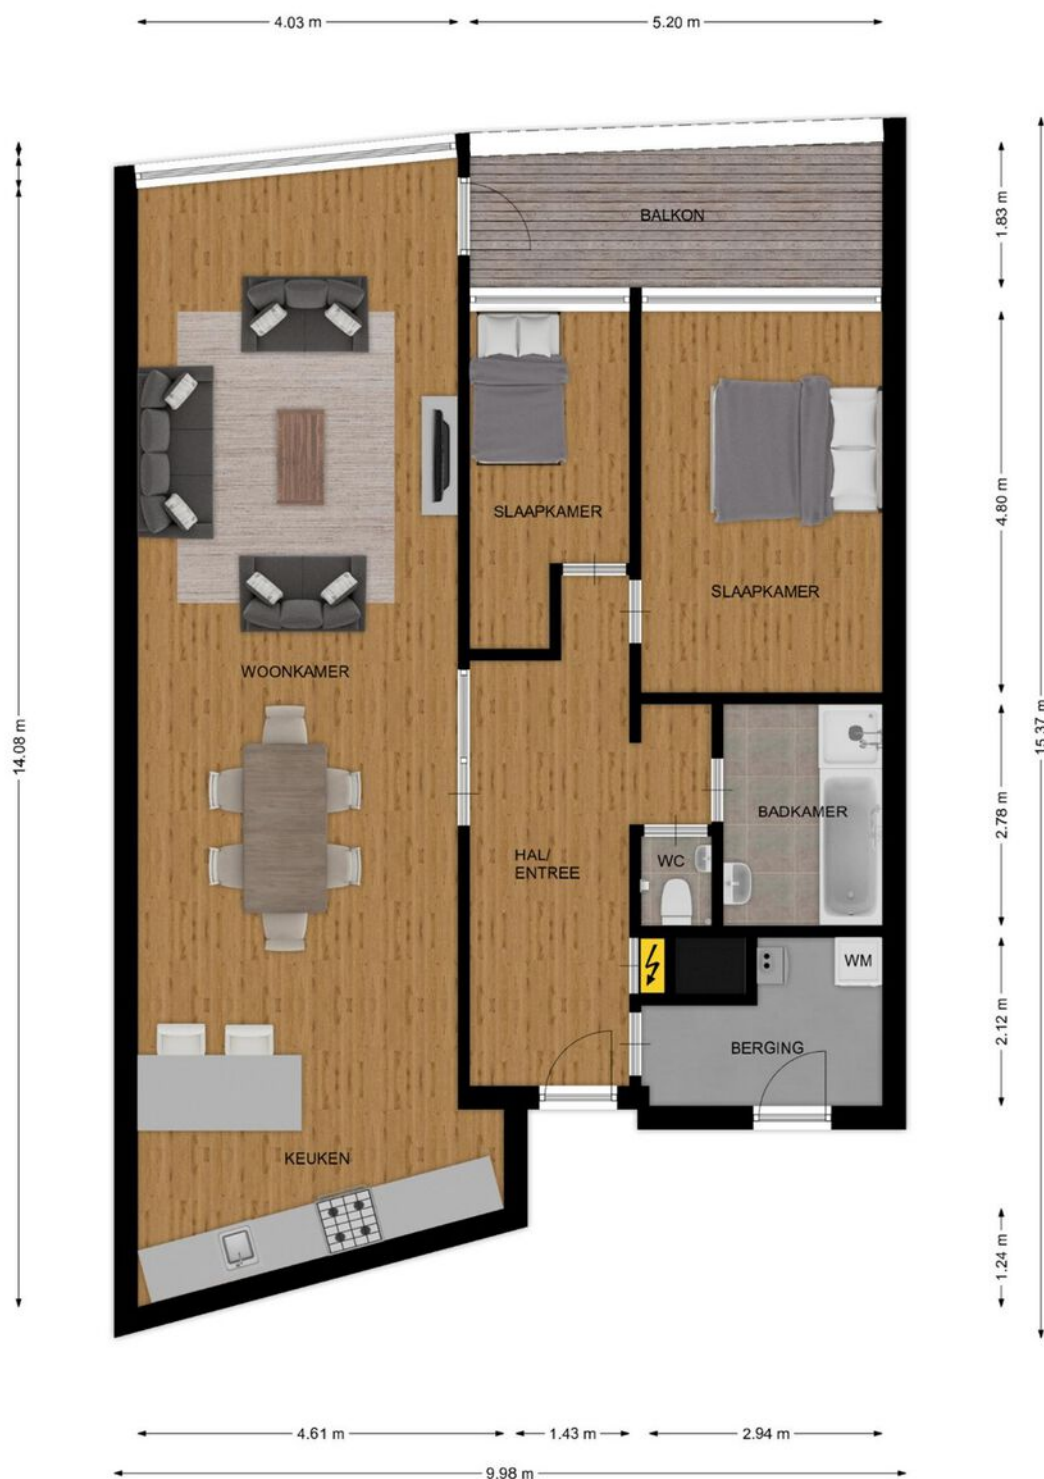 4.03 m
5.20 m
BALKON
1.83 m
SLAAPKAMER
4.80 m
SLAAPKAMER
WOONKAMER
14.08 m
15.37 m
BADKAMER
2.78 m
HAL/
ENTREE
WC
WM
BERGING
2.12 m
KEUKEN
1.24 m
4.61 m
1.43 m
2.94 m
9.98 m